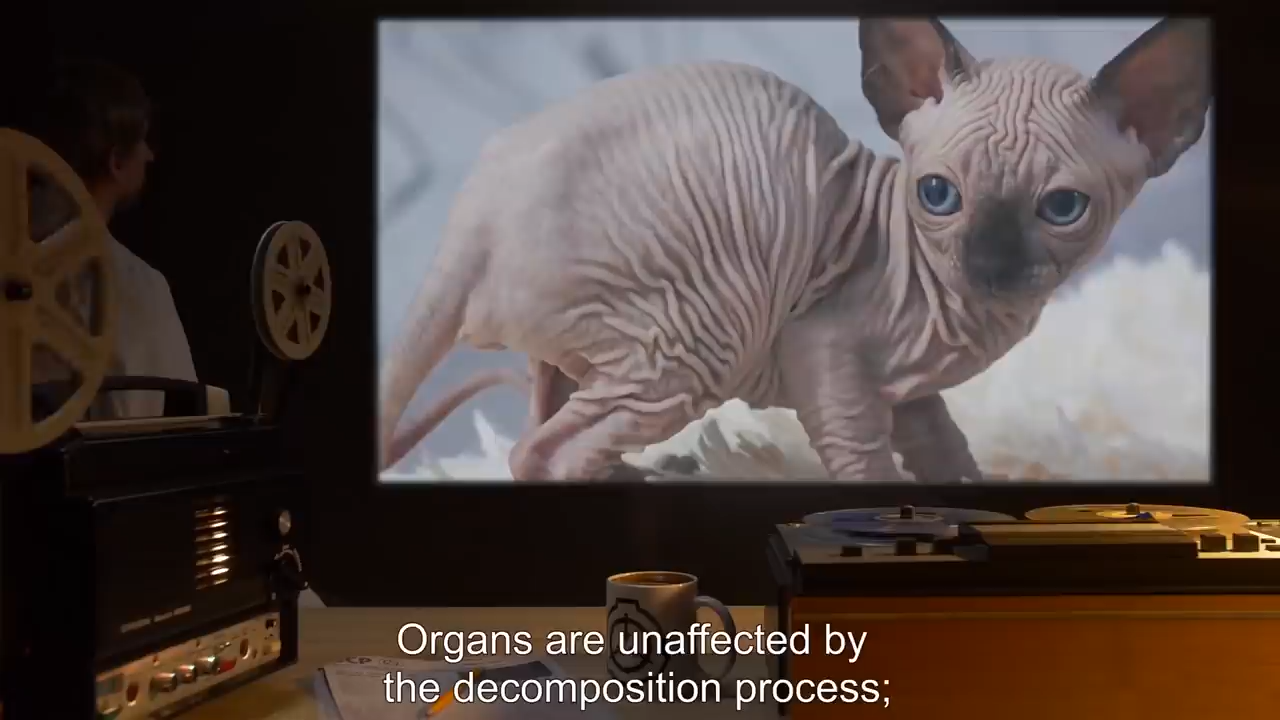 Organs are unaffected by
the decomposition process;